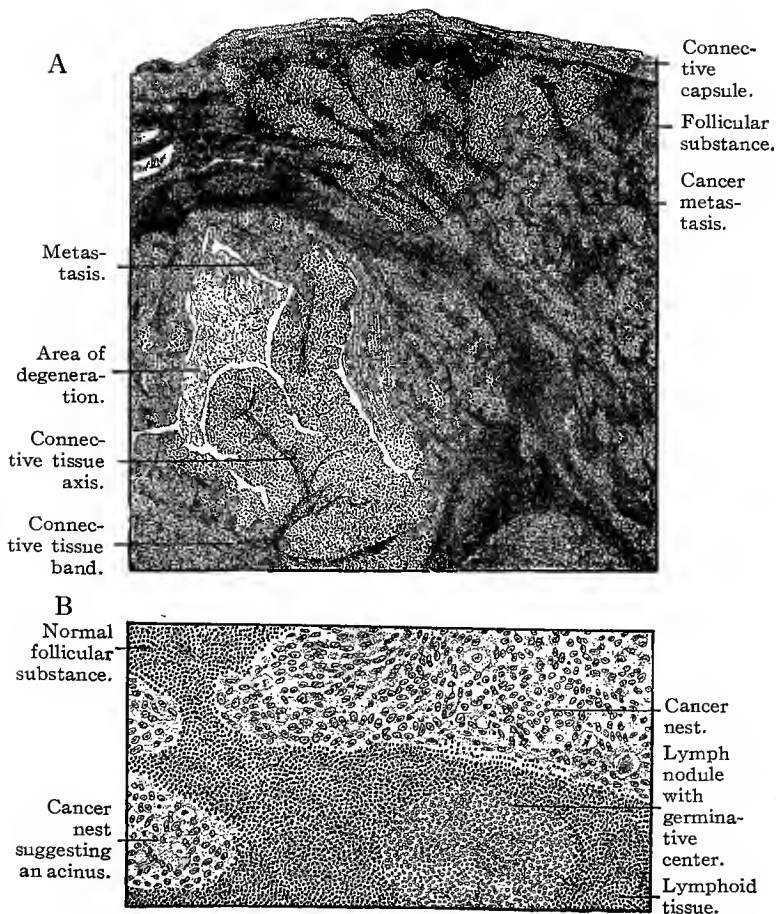 A
Connec-
tive
capsule.
Follicular
substance.
Cancer
metas-
tasis.
Metas-
tasis.
Area of
degenera-
tion.
Connec-
tive tissue
axis.
Connec-
tive tissue
band.
B
Normal
follicular
substance.
Cancer
nest
suggesting
an acinus.
Cancer
nest.
Lymph
nodule
with
germina-
tive
center.
Lymphoid
tissue.